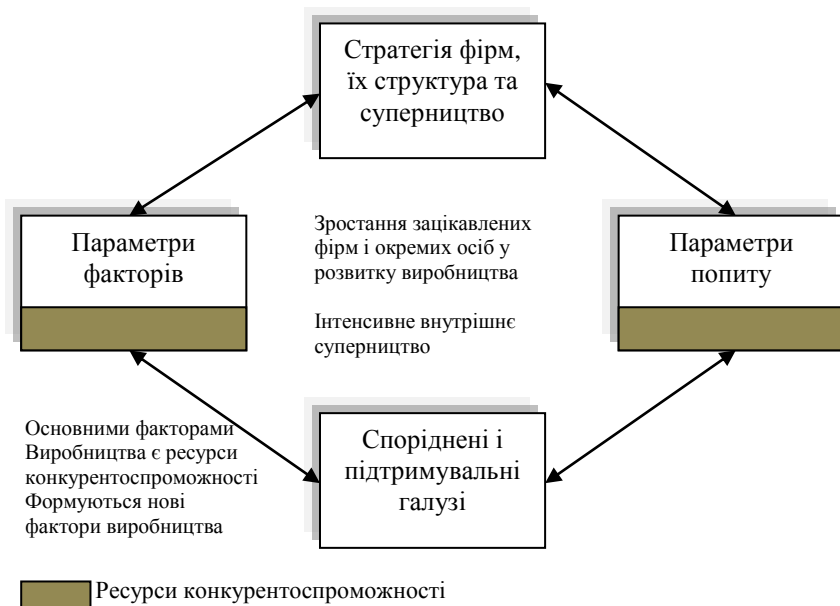 Стратегія фірм,
їх структура та
суперництво
Параметри
факторів
Зростання зацікавлених
фірм і окремих осіб у
розвитку виробництва
Інтенсивне внутрішнє
суперництво
Параметри
попиту
Основними факторами
Виробництва є ресурси
конкурентоспроможності
Формуються нові
фактори виробництва
Споріднені і
підтримувальні
галузі
Ресурси конкурентоспроможності